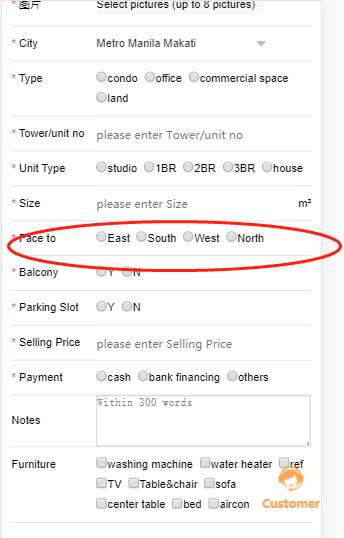 * 图片 Select pictures (up to 8 pictures)
* City Metro Manila Makati
* Type condo office commercial space
land
* Tower/unit no please enter Tower/unit no
* Unit Type studio 1BR 2BR 3BR house
* Size please enter Size m²
* Face to East South West North
* Balcony Y N
* Parking Slot Y N
* Selling Price please enter Selling Price
* Payment cash bank financing others
Notes Within 300 words
Furniture washing machine water heater ref
TV Table&chair sofa
center table bed aircon
Customer